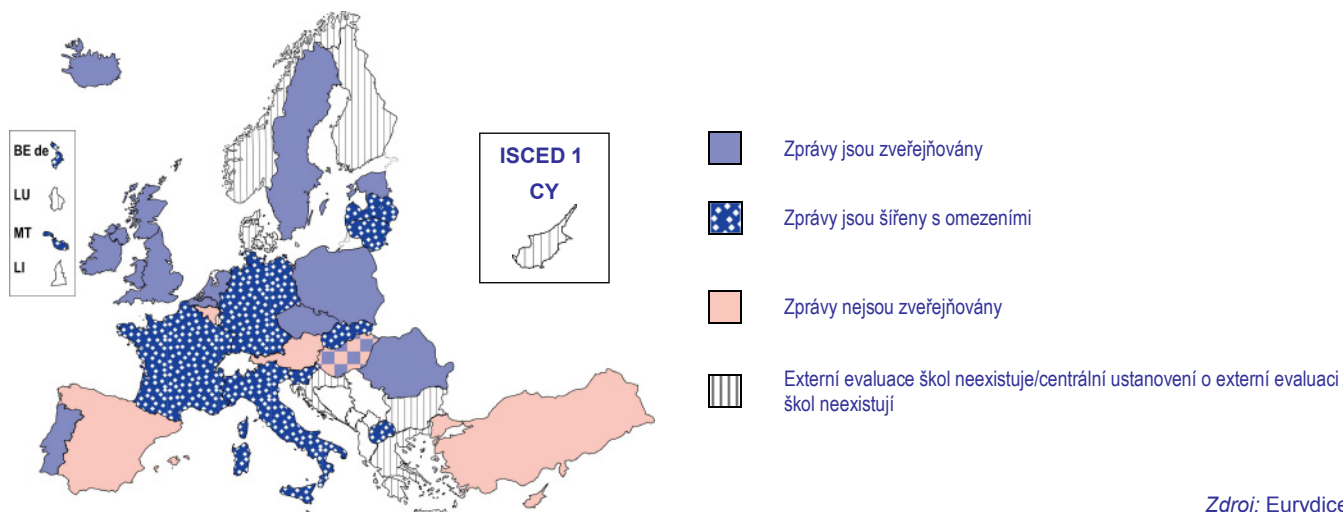 BE de
LU
MT
LI
ISCED 1
CY
Zprávy jsou zveřejňovány
Zprávy jsou šířeny s omezeními
Zprávy nejsou zveřejňovány
Externí evaluace škol neexistuje/centrální ustanovení o externí evaluaci
škol neexistují
Zdroj: Eurydice